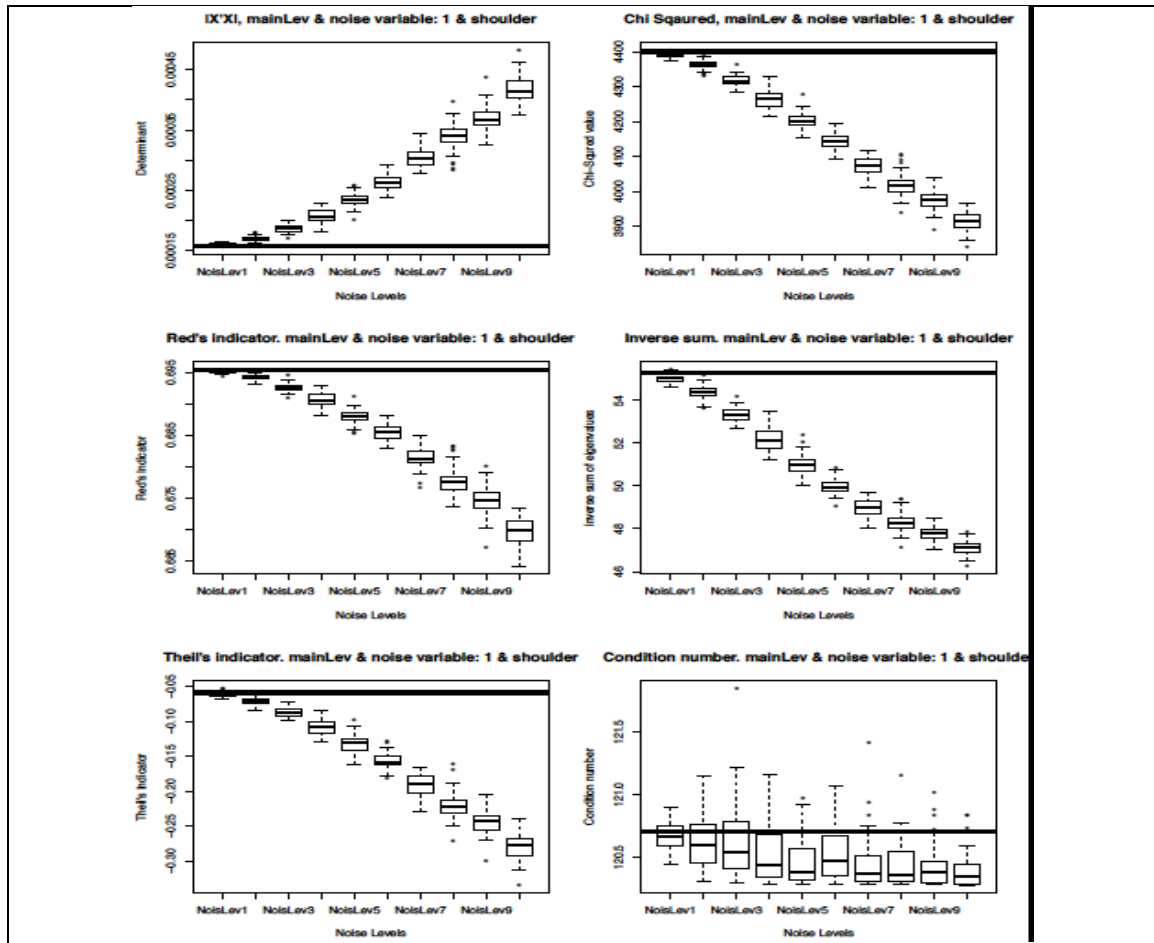 |X'X|, mainLev & noise variable: 1 & shoulder
Determinant
0.00045
0.00035
0.00025
0.00015
NoisLev1 NoisLev3 NoisLev5 NoisLev7 NoisLev9
Noise Levels
Chi Sqaured, mainLev & noise variable: 1 & shoulder
Chi-Squred value
4400
4300
4200
4100
4000
3900
NoisLev1 NoisLev3 NoisLev5 NoisLev7 NoisLev9
Noise Levels
Red's indicator. mainLev & noise variable: 1 & shoulder
Red's Indicator
0.695
0.685
0.675
0.665
NoisLev1 NoisLev3 NoisLev5 NoisLev7 NoisLev9
Noise Levels
Inverse sum. mainLev & noise variable: 1 & shoulder
Inverse sum of eigenvalues
54
52
50
48
46
NoisLev1 NoisLev3 NoisLev5 NoisLev7 NoisLev9
Noise Levels
Theil's indicator. mainLev & noise variable: 1 & shoulder
Theil's Indicator
-0.05
-0.10
-0.15
-0.20
-0.25
-0.30
NoisLev1 NoisLev3 NoisLev5 NoisLev7 NoisLev9
Noise Levels
Condition number. mainLev & noise variable: 1 & shoulde
Condition number
121.5
121.0
120.5
NoisLev1 NoisLev3 NoisLev5 NoisLev7 NoisLev9
Noise Levels